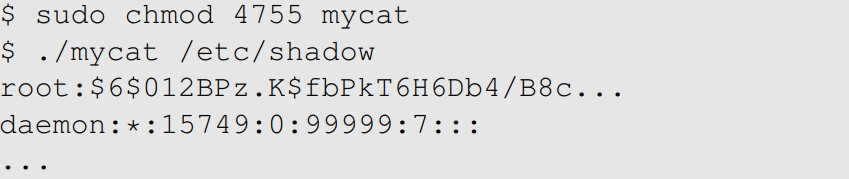 $ sudo chmod 4755 mycat
$ ./mycat /etc/shadow
root:$6$012BPz.K$fbPkT6H6Db4/B8c...
daemon:*:15749:0:99999:7:::
...